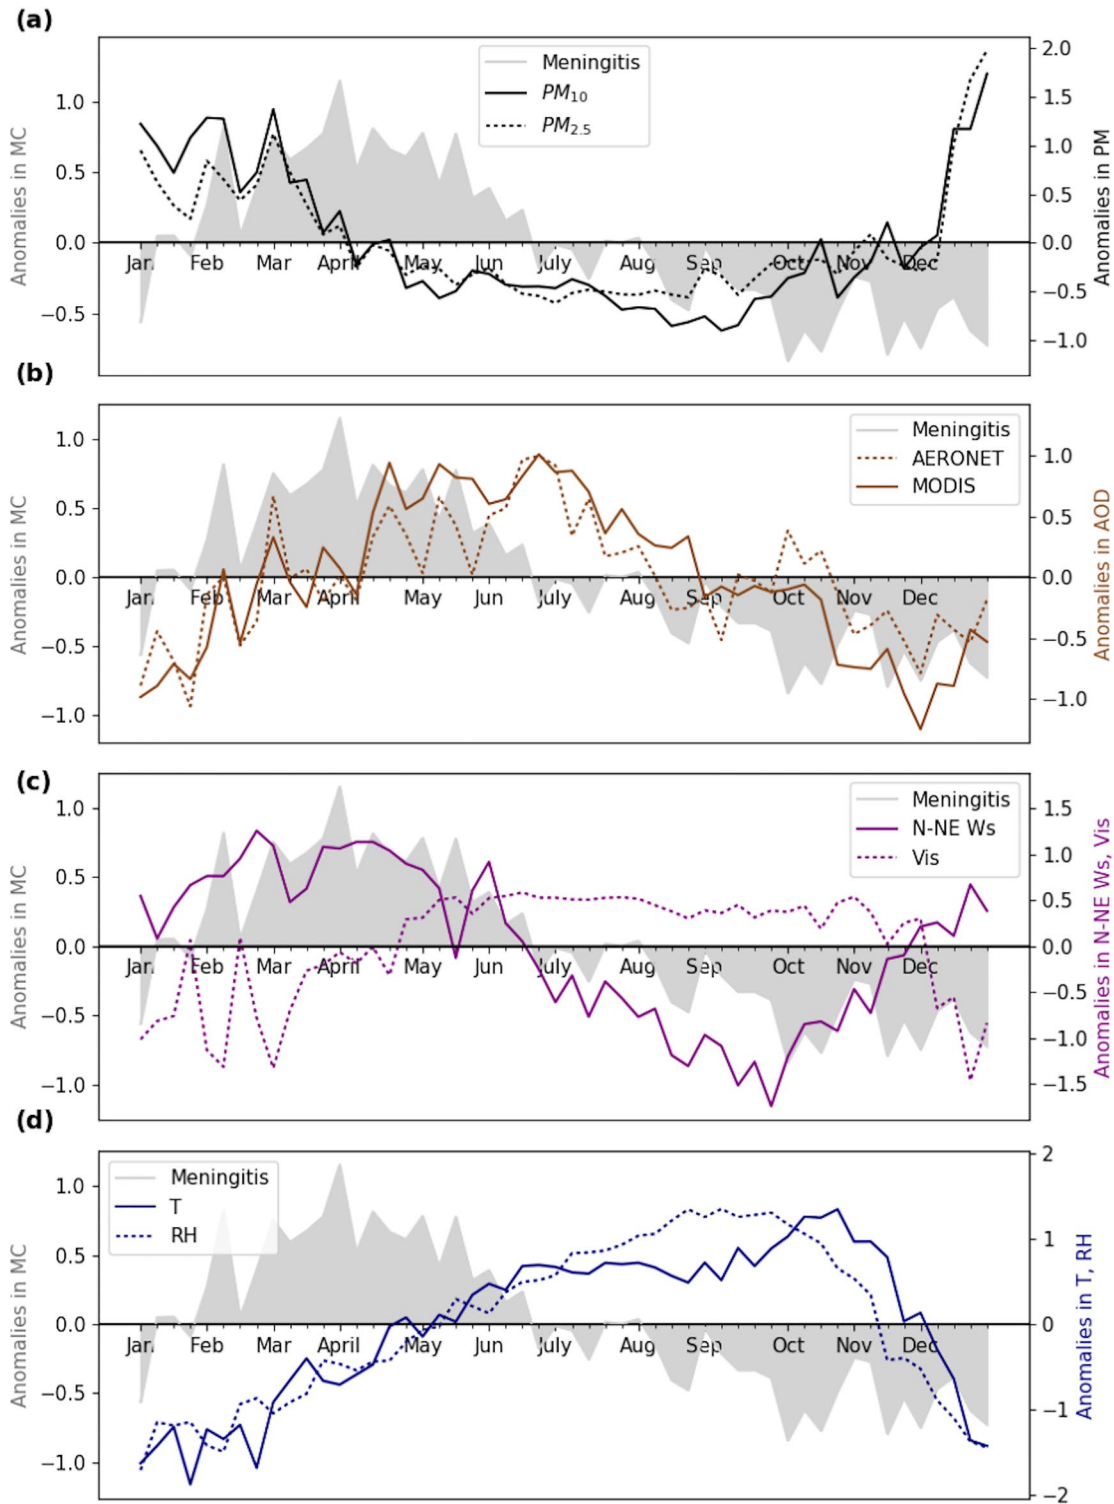 (a)
Meningitis
PM10
PM2.5
Anomalies in MC
1.0
0.5
0.0
−0.5
2.0
1.5
1.0
0.5
0.0
−0.5
−1.0
Anomalies in PM
Jan Feb Mar April May Jun July Aug Sep Oct Nov Dec
(b)
Meningitis
AERONET
MODIS
Anomalies in MC
1.0
0.5
0.0
−0.5
−1.0
1.0
0.5
0.0
−0.5
−1.0
Anomalies in AOD
Jan Feb Mar April May Jun July Aug Sep Oct Nov Dec
(c)
Meningitis
N-NE Ws
Vis
Anomalies in MC
1.0
0.5
0.0
−0.5
−1.0
1.5
1.0
0.5
0.0
−0.5
−1.0
−1.5
Anomalies in N-NE Ws, Vis
Jan Feb Mar April May Jun July Aug Sep Oct Nov Dec
(d)
Meningitis
T
RH
Anomalies in MC
1.0
0.5
0.0
−0.5
−1.0
2
1
0
−1
−2
Anomalies in T, RH
Jan Feb Mar April May Jun July Aug Sep Oct Nov Dec